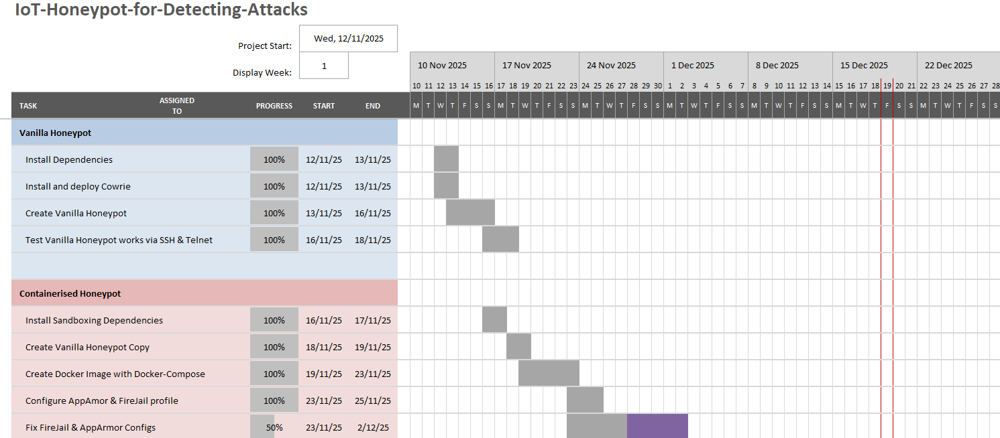 IoT-Honeypot-for-Detecting-Attacks
Project Start: Wed, 12/11/2025
Display Week: 1
10 Nov 2025 17 Nov 2025 24 Nov 2025 1 Dec 2025 8 Dec 2025 15 Dec 2025 22 Dec 2025
10 11 12 13 14 15 16 17 18 19 20 21 22 23 24 25 26 27 28 29 30 1 2 3 4 5 6 7 8 9 10 11 12 13 14 15 16 17 18 19 20 21 22 23 24 25 26 27 28
TASK ASSIGNED TO PROGRESS START END M T W T F S S M T W T F S S M T W T F S S M T W T F S S M T W T F S S M T W T F S S M T W T F S S
Vanilla Honeypot
Install Dependencies 100% 12/11/25 13/11/25
Install and deploy Cowrie 100% 12/11/25 13/11/25
Create Vanilla Honeypot 100% 13/11/25 16/11/25
Test Vanilla Honeypot works via SSH & Telnet 100% 16/11/25 18/11/25
Containerised Honeypot
Install Sandboxing Dependencies 100% 16/11/25 17/11/25
Create Vanilla Honeypot Copy 100% 18/11/25 19/11/25
Create Docker Image with Docker-Compose 100% 19/11/25 23/11/25
Configure AppAmor & FireJail profile 100% 23/11/25 25/11/25
Fix FireJail & AppArmor Configs 50% 23/11/25 2/12/25